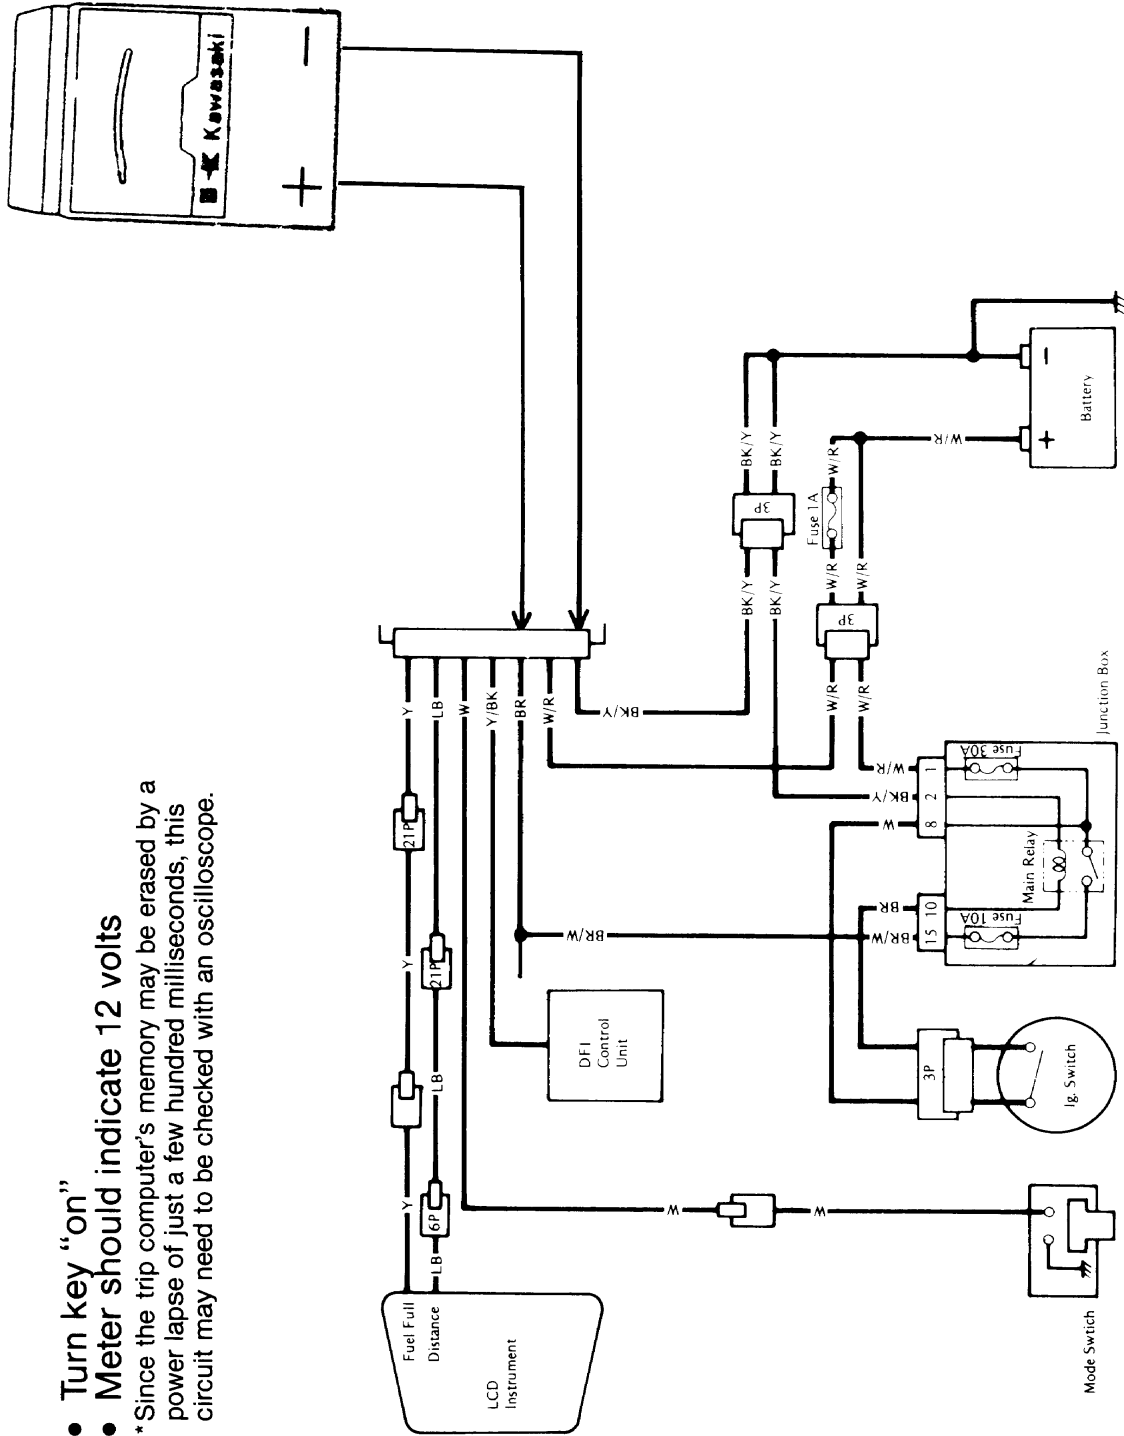 • Turn key “on”
• Meter should indicate 12 volts
*Since the trip computer's memory may be erased by a
power lapse of just a few hundred milliseconds, this
circuit may need to be checked with an oscilloscope.
Kawasaki
+
−
Fuel Full
Distance
LCD
Instrument
Y
Y
Y
21P
LB
LB
LB
6P
21P
W
Y/BK
BR
W/R
BK/Y
DFI
Control
Unit
W
W
Mode Swtich
BR/W
BK/Y
BK/Y
3P
BK/Y
BK/Y
W/R
W/R
3P
W/R
W/R
Fuse 1A
W/R
W/R
+
−
Battery
Junction Box
W/R
BK/Y
W
BR
BR/W
1
2
8
10
15
Fuse 30A
Main Relay
Fuse 10A
3P
Ig. Switch